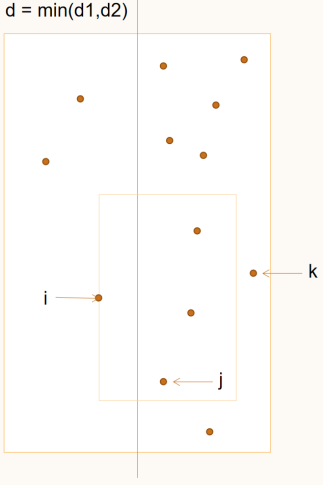 d = min(d1,d2)
k
i
j